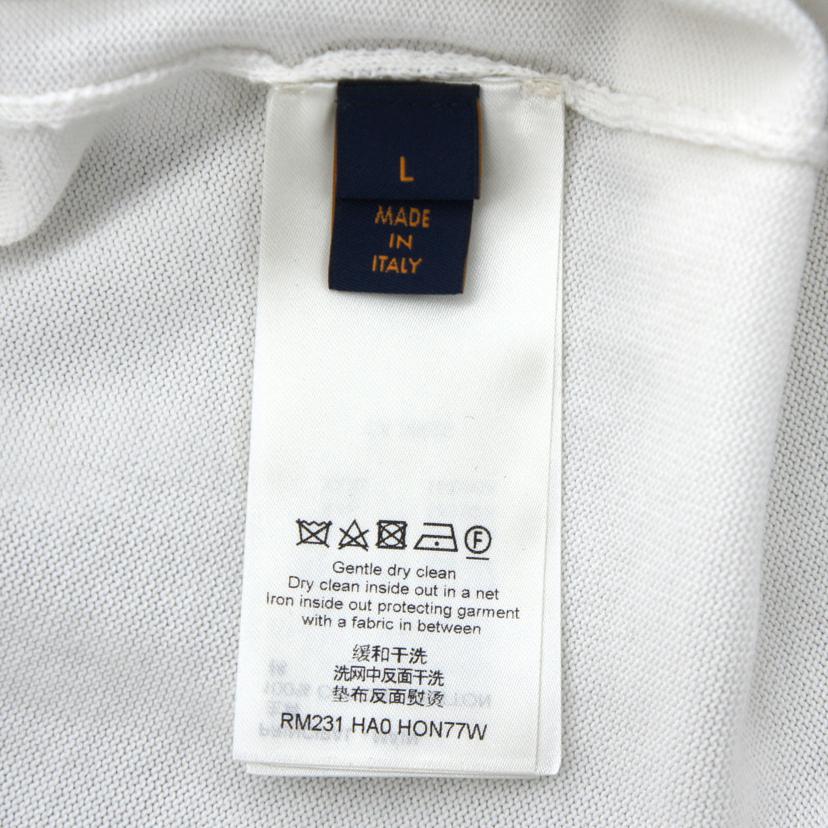 L
MADE
IN
ITALY
F
Gentle dry clean
Dry clean inside out in a net
Iron inside out protecting garment
with a fabric in between
缓和干洗
洗网中反面干洗
垫布反面熨烫
RM231 HA0 HON77W